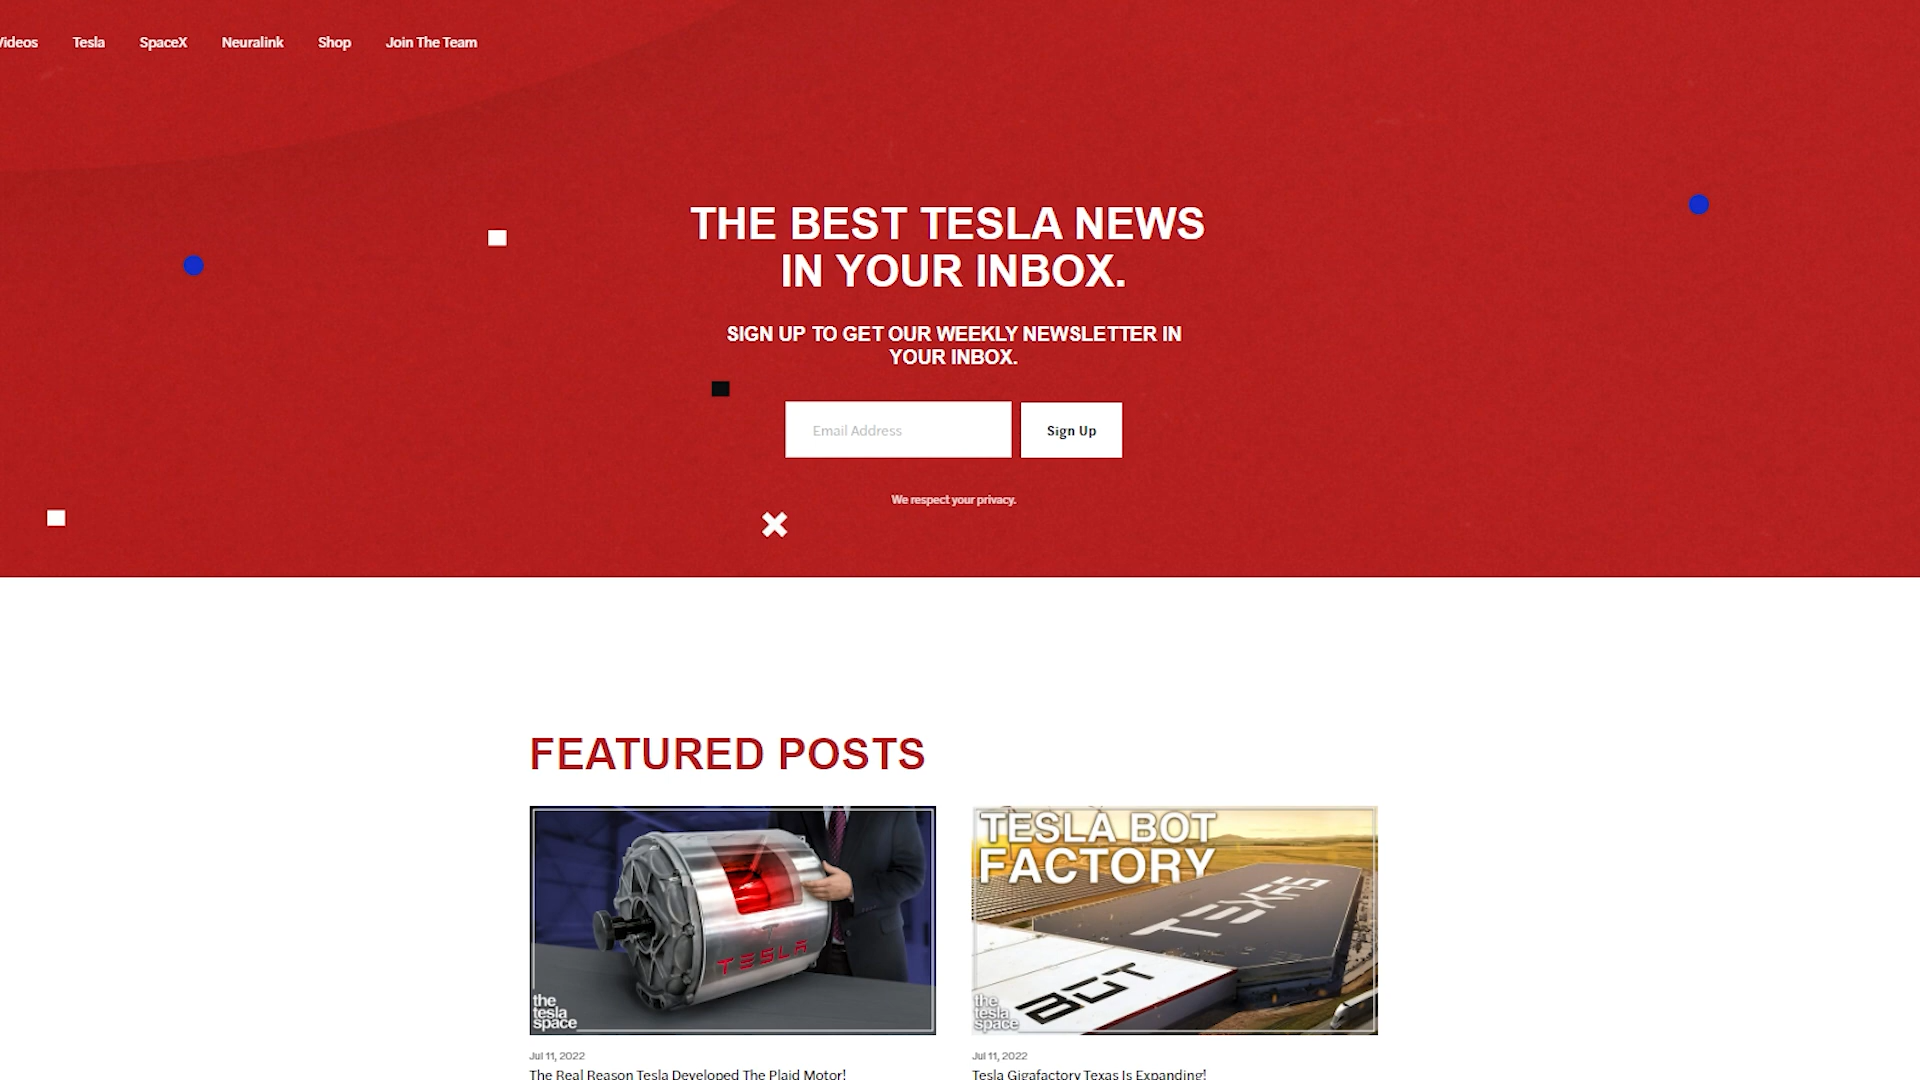 Videos Tesla SpaceX Neuralink Shop Join The Team
THE BEST TESLA NEWS
IN YOUR INBOX.
SIGN UP TO GET OUR WEEKLY NEWSLETTER IN
YOUR INBOX.
Email Address Sign Up
We respect your privacy.
FEATURED POSTS
TESLA
the
tesla
space
Jul 11, 2022
The Real Reason Tesla Developed The Plaid Motor!
TESLA BOT
FACTORY
TEXAS
BOT
the
tesla
space
Jul 11, 2022
Tesla Gigafactory Texas Is Expanding!